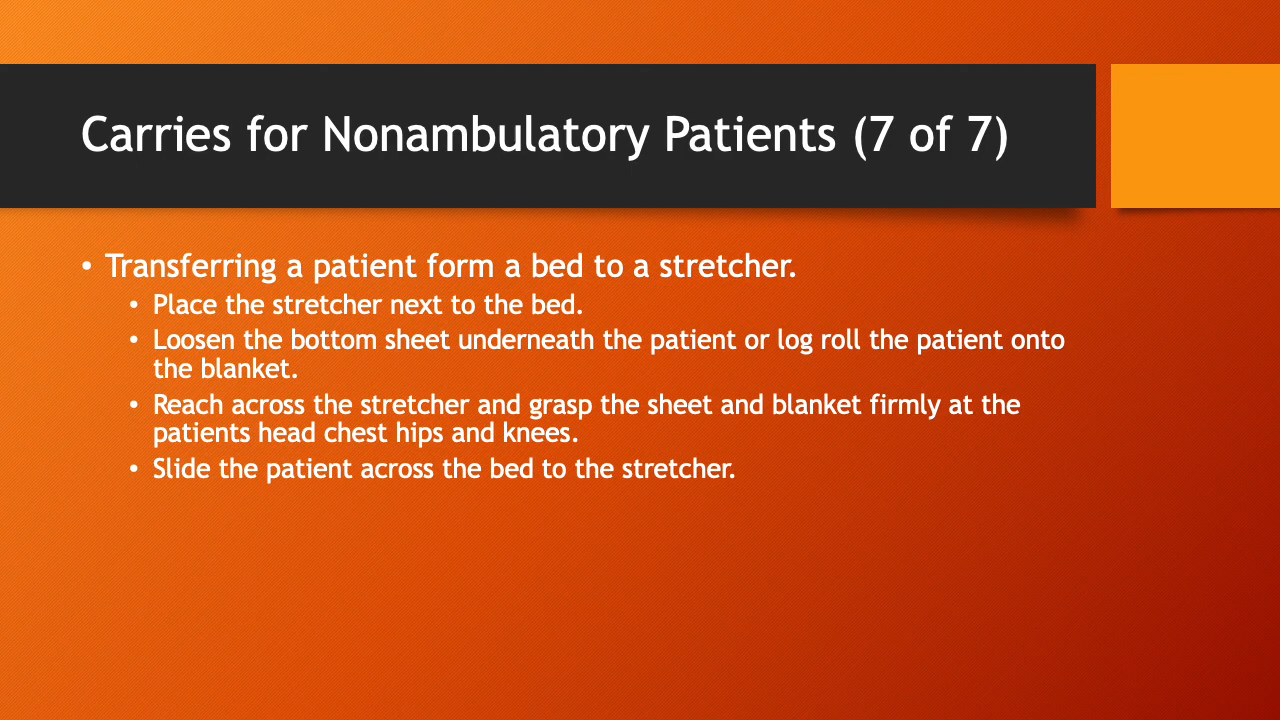 Carries for Nonambulatory Patients (7 of 7)
• Transferring a patient form a bed to a stretcher.
• Place the stretcher next to the bed.
• Loosen the bottom sheet underneath the patient or log roll the patient onto
the blanket.
• Reach across the stretcher and grasp the sheet and blanket firmly at the
patients head chest hips and knees.
• Slide the patient across the bed to the stretcher.